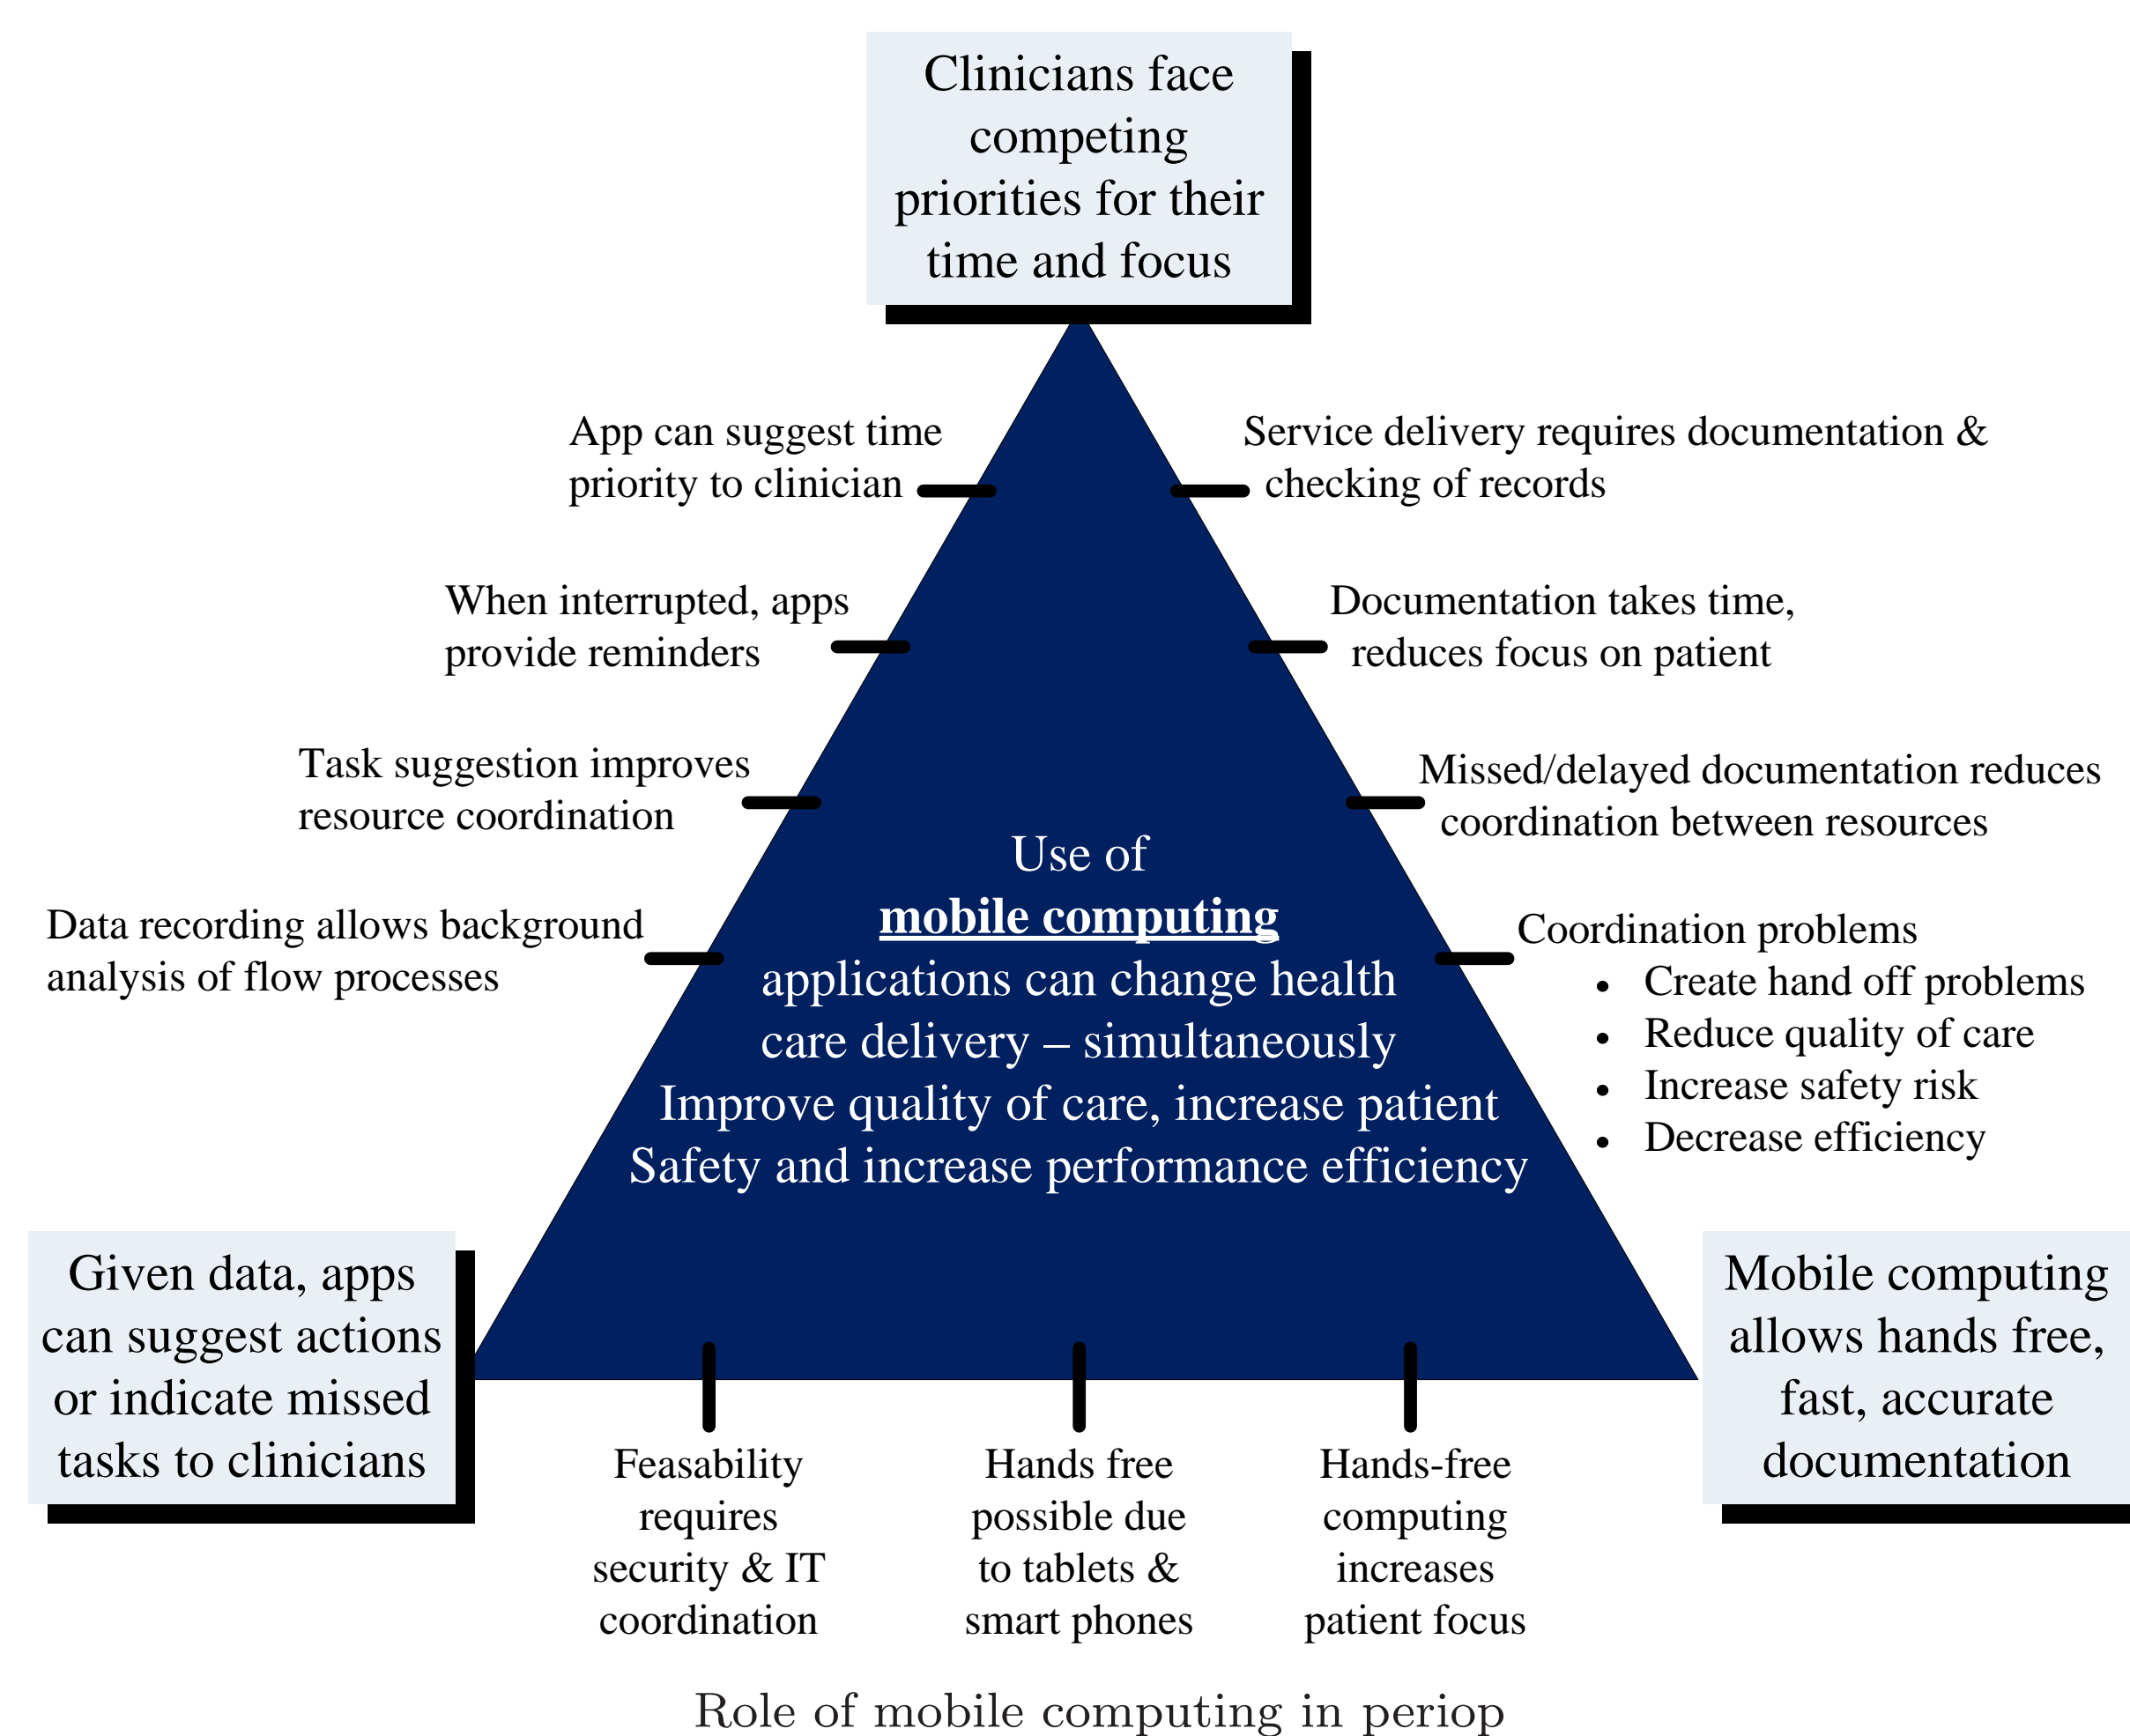 Clinicians face
competing
priorities for their
time and focus
App can suggest time
priority to clinician
Service delivery requires documentation &
checking of records
When interrupted, apps
provide reminders
Documentation takes time,
reduces focus on patient
Task suggestion improves
resource coordination
Missed/delayed documentation reduces
coordination between resources
Data recording allows background
analysis of flow processes
Coordination problems
• Create hand off problems
• Reduce quality of care
• Increase safety risk
• Decrease efficiency
Use of
mobile computing
applications can change health
care delivery – simultaneously
Improve quality of care, increase patient
Safety and increase performance efficiency
Given data, apps
can suggest actions
or indicate missed
tasks to clinicians
Mobile computing
allows hands free,
fast, accurate
documentation
Feasability
requires
security & IT
coordination
Hands free
possible due
to tablets &
smart phones
Hands-free
computing
increases
patient focus
Role of mobile computing in periop